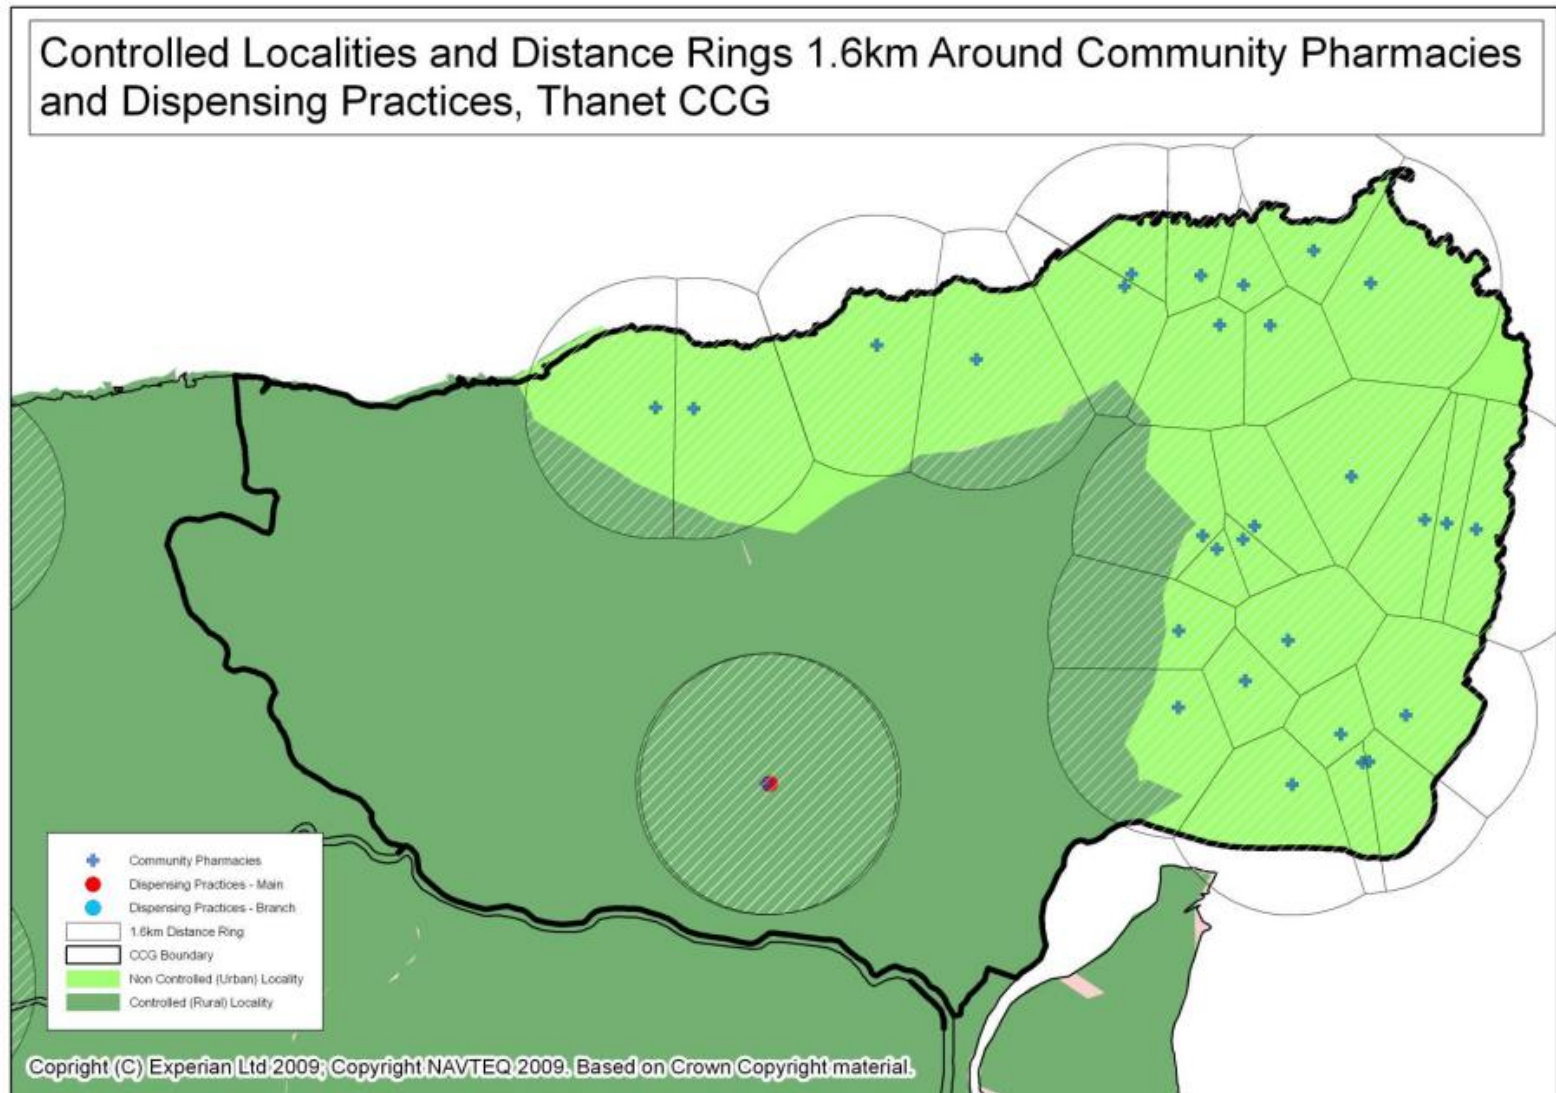 Controlled Localities and Distance Rings 1.6km Around Community Pharmacies
and Dispensing Practices, Thanet CCG
Community Pharmacies
Dispensing Practices - Main
Dispensing Practices - Branch
1.6km Distance Ring
CCG Boundary
Non Controlled (Urban) Locality
Controlled (Rural) Locality
Copright (C) Experian Ltd 2009; Copyright NAVTEQ 2009. Based on Crown Copyright material.